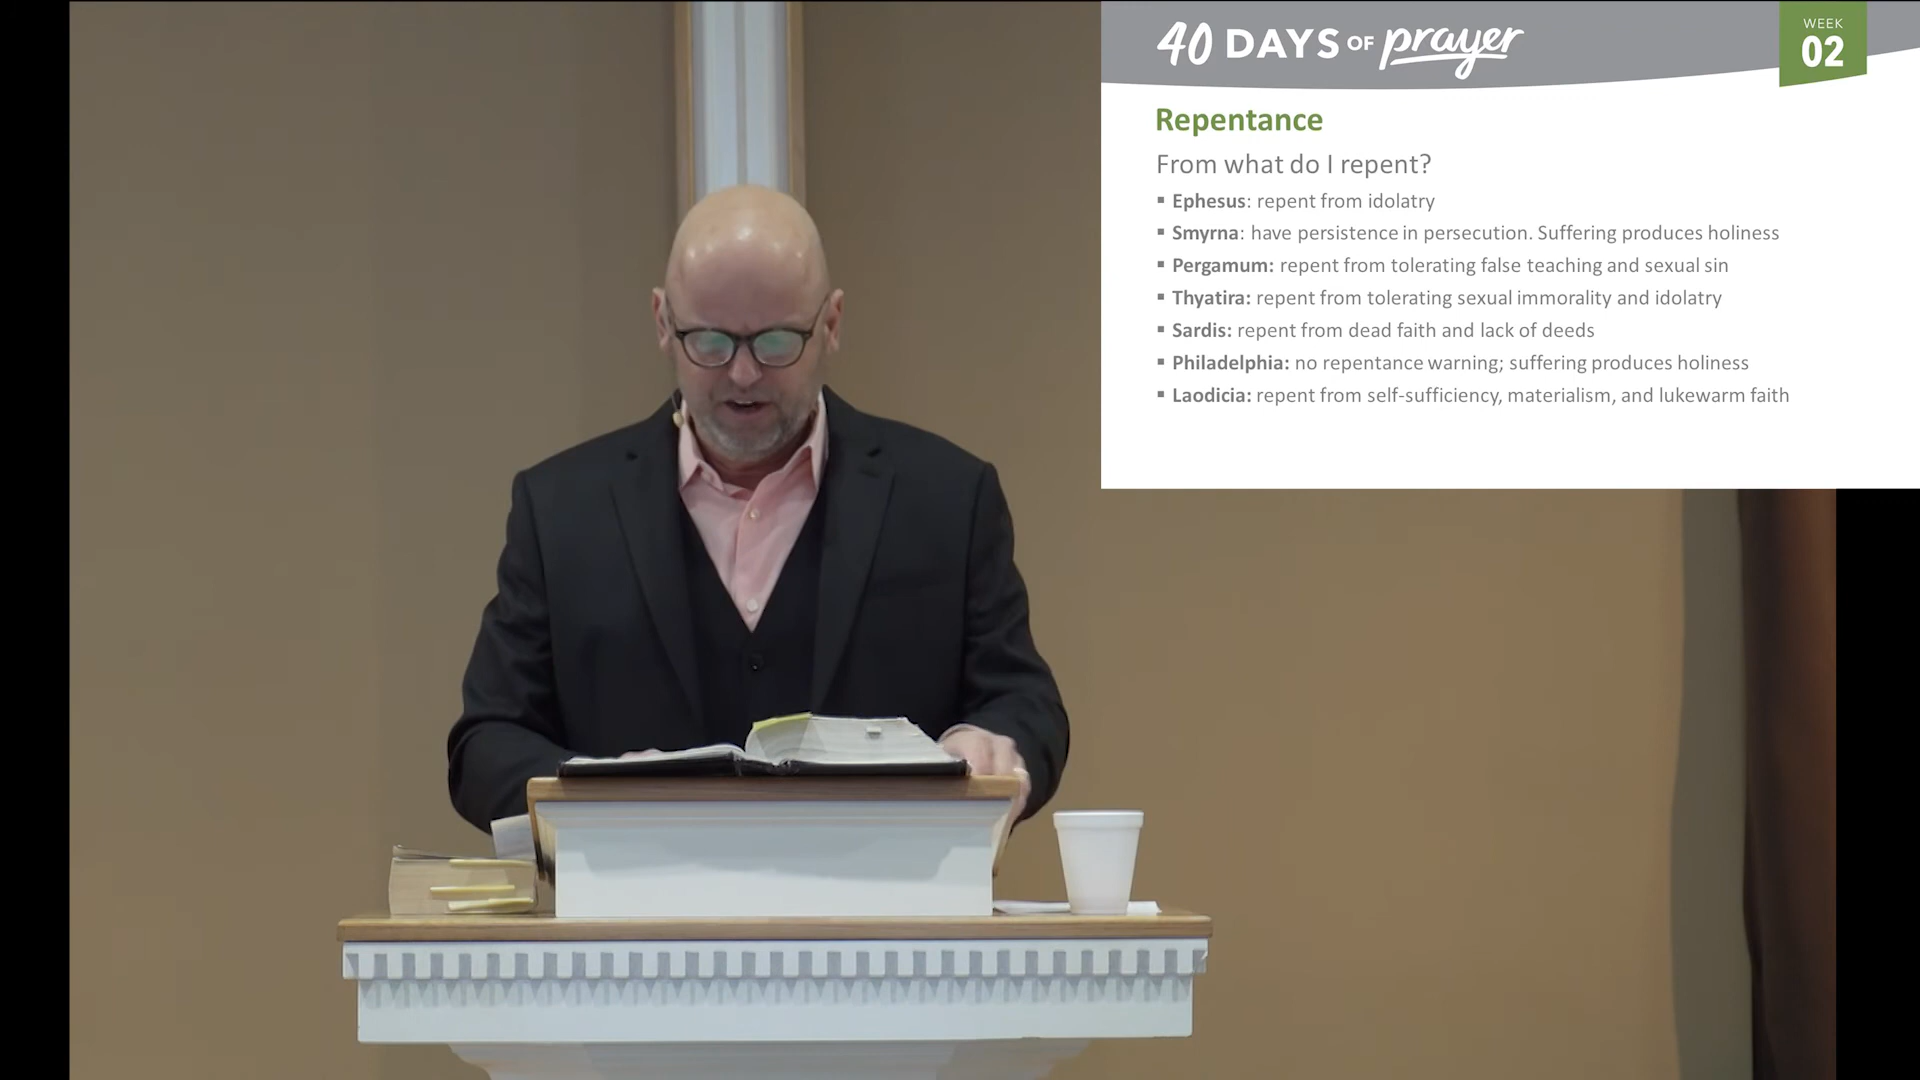 40 DAYS OF prayer
WEEK
02
Repentance
From what do I repent?
▪ Ephesus: repent from idolatry
▪ Smyrna: have persistence in persecution. Suffering produces holiness
▪ Pergamum: repent from tolerating false teaching and sexual sin
▪ Thyatira: repent from tolerating sexual immorality and idolatry
▪ Sardis: repent from dead faith and lack of deeds
▪ Philadelphia: no repentance warning; suffering produces holiness
▪ Laodicia: repent from self-sufficiency, materialism, and lukewarm faith